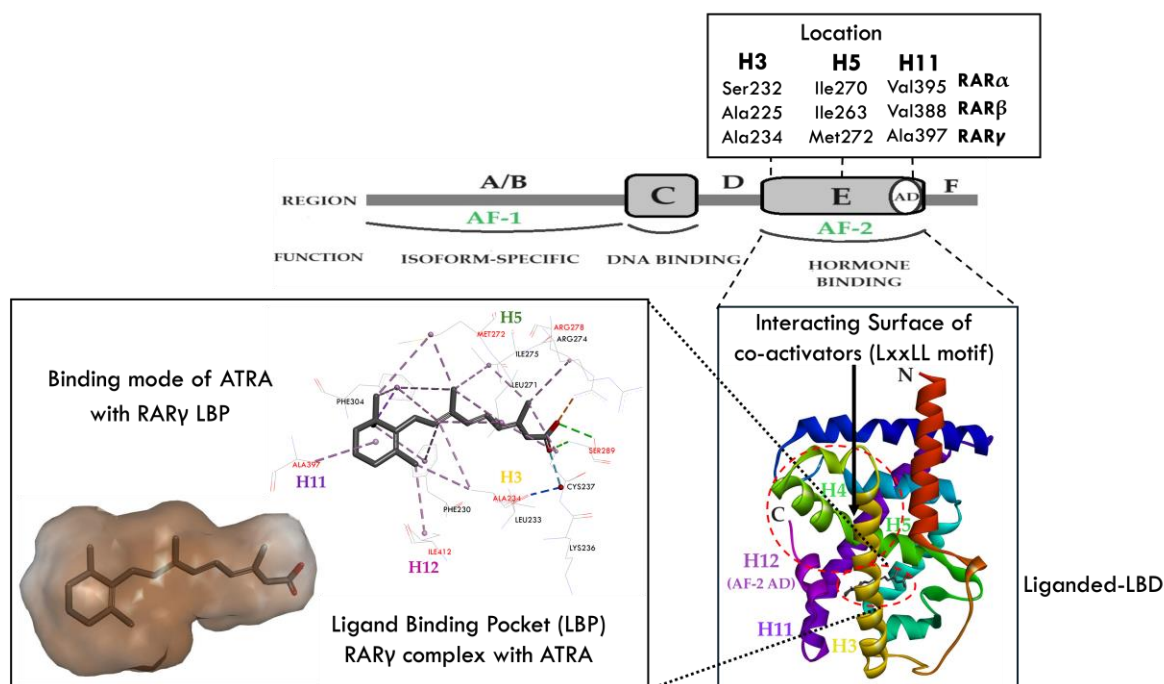 Location
H3 H5 H11
Ser232 Ile270 Val395 RARα
Ala225 Ile263 Val388 RARβ
Ala234 Met272 Ala397 RARγ
A/B C D E AD F
REGION
AF-1 AF-2
FUNCTION ISOFORM-SPECIFIC DNA BINDING HORMONE
BINDING
Binding mode of ATRA
with RARγ LBP
H5
MET272
ARG278
ARG274
ILE275
LEU271
PHE304
SER289
ALA397
H11
H3
ALA234
CYS237
PHE230
LEU233
LYS236
ILE412
H12
Ligand Binding Pocket (LBP)
RARγ complex with ATRA
Interacting Surface of
co-activators (LxxLL motif)
N
H4
C
H5
H12
(AF-2 AD)
H11
H3
Liganded-LBD